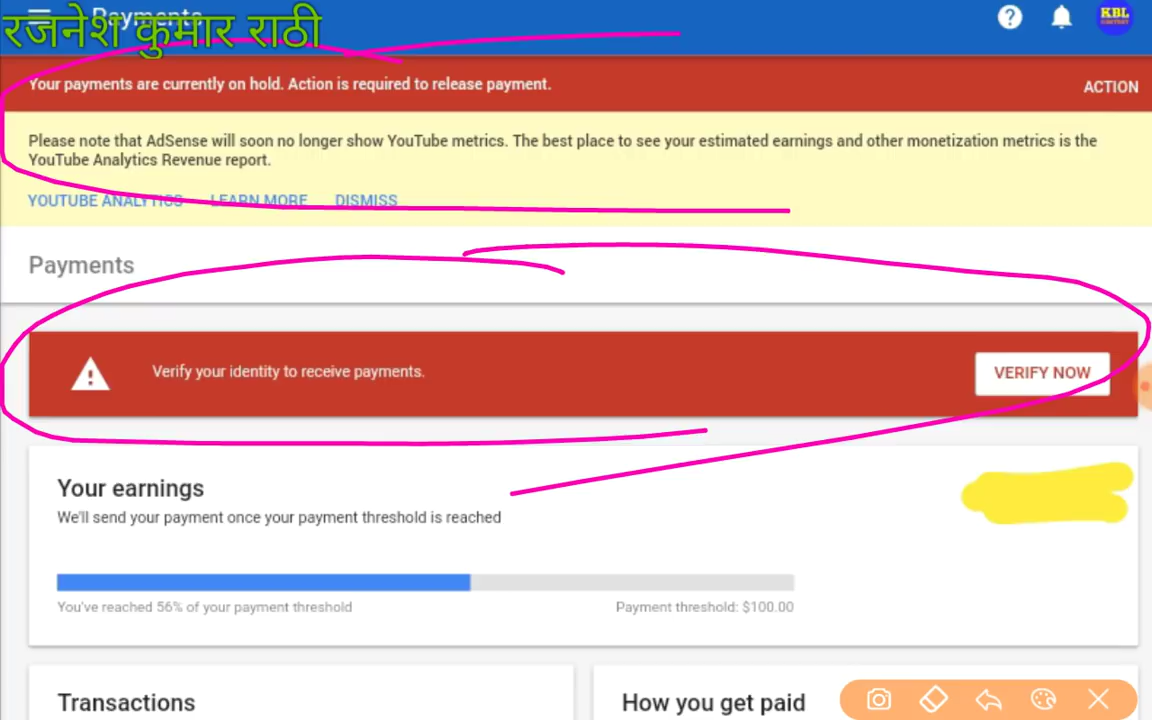 Payments
रजनेश कुमार राठी
KBL
Your payments are currently on hold. Action is required to release payment.
ACTION
Please note that AdSense will soon no longer show YouTube metrics. The best place to see your estimated earnings and other monetization metrics is the
YouTube Analytics Revenue report.
YOUTUBE ANALYTICS LEARN MORE DISMISS
Payments
Verify your identity to receive payments.
VERIFY NOW
Your earnings
We'll send your payment once your payment threshold is reached
You've reached 56% of your payment threshold
Payment threshold: $100.00
Transactions
How you get paid